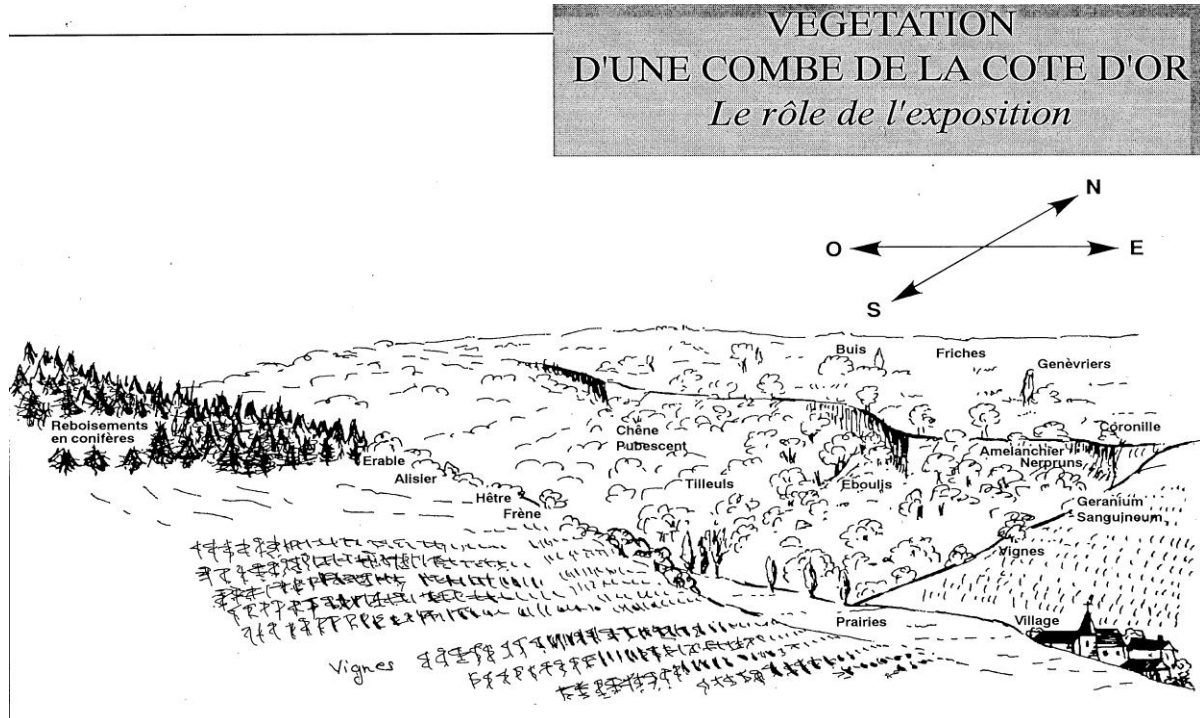 VEGETATION
D'UNE COMBE DE LA COTE D'OR
Le rôle de l'exposition
N
O
E
S
Buis
Friches
Genèvriers
Reboisements
en conifères
Chêne
Pubescent
Coronille
Erable
Amelanchier
Nerpruns
Alisier
Tilleuls
Eboulis
Hêtre
Frène
Geranium
Sanguineum
Vignes
Prairies
Village
Vignes